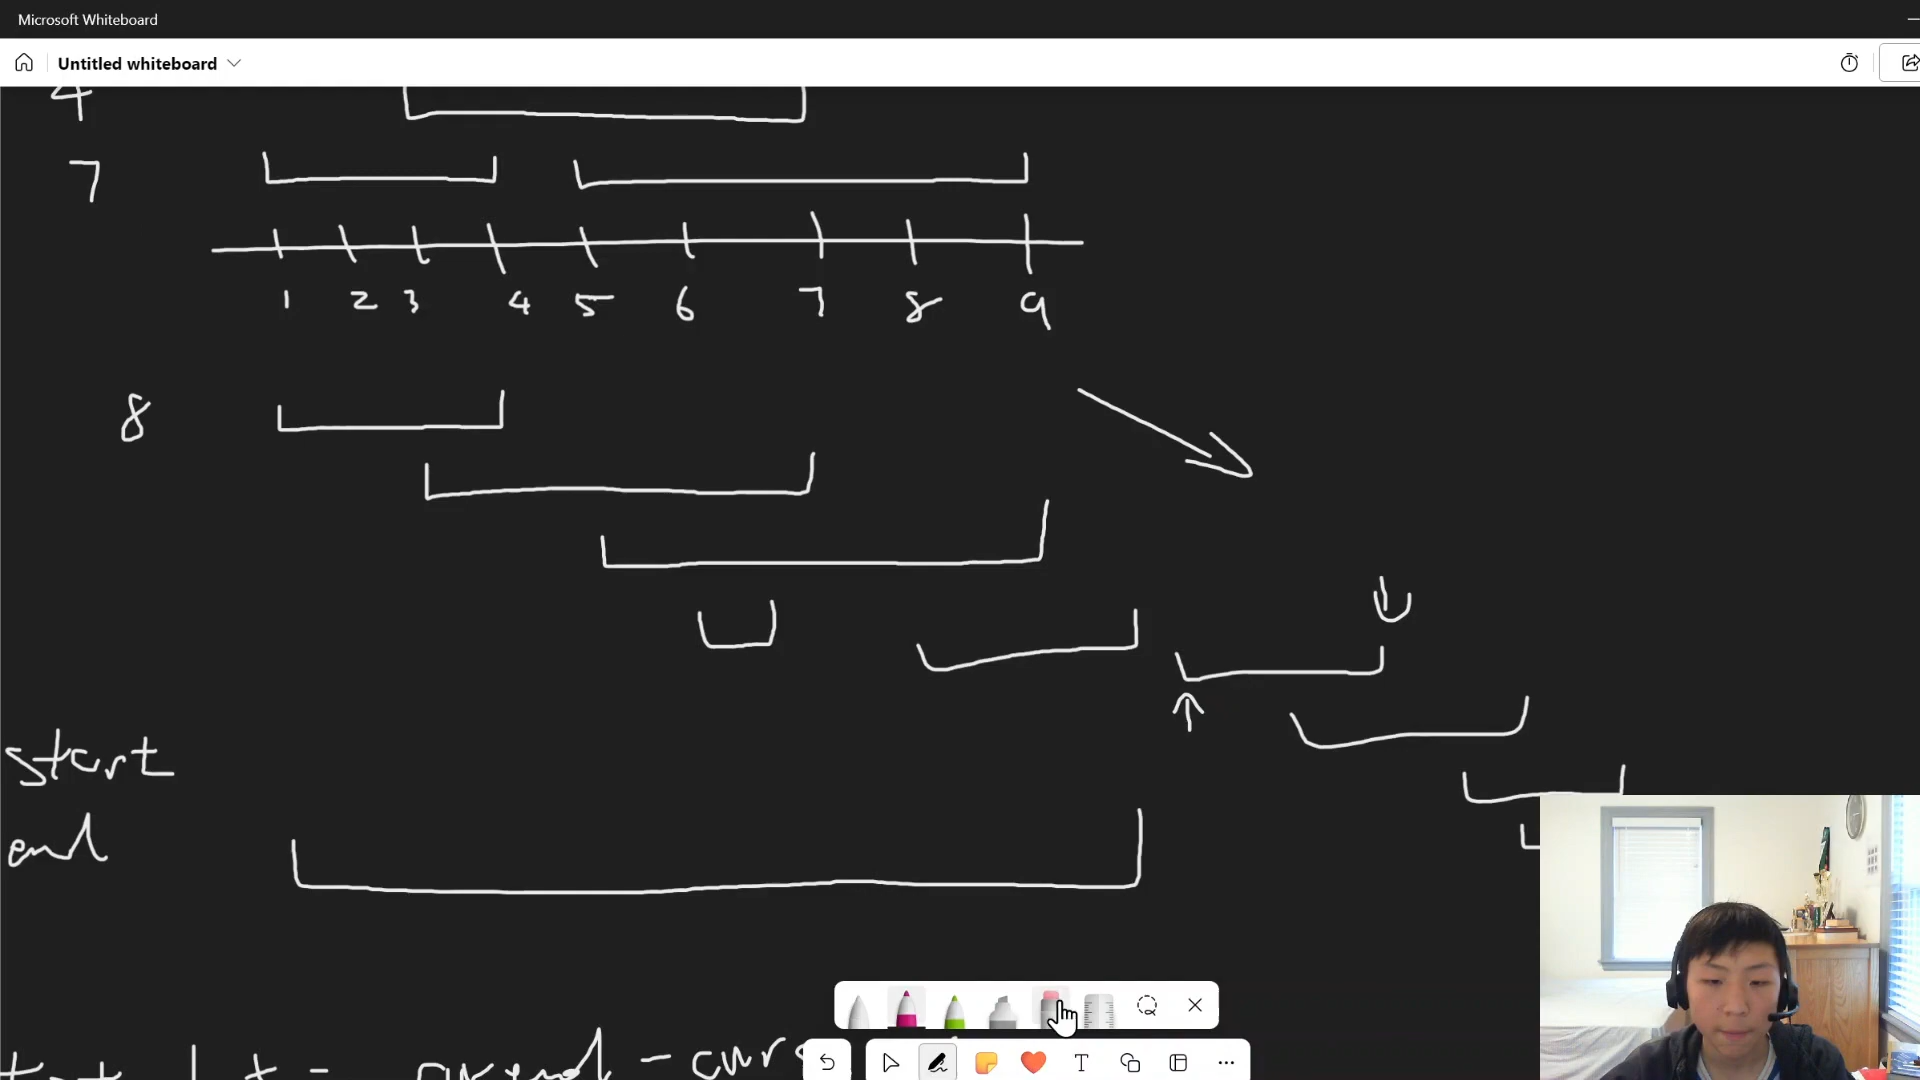 Microsoft Whiteboard
Untitled whiteboard
4
7
1 2 3 4 5 6 7 8 9
8
start
end
T